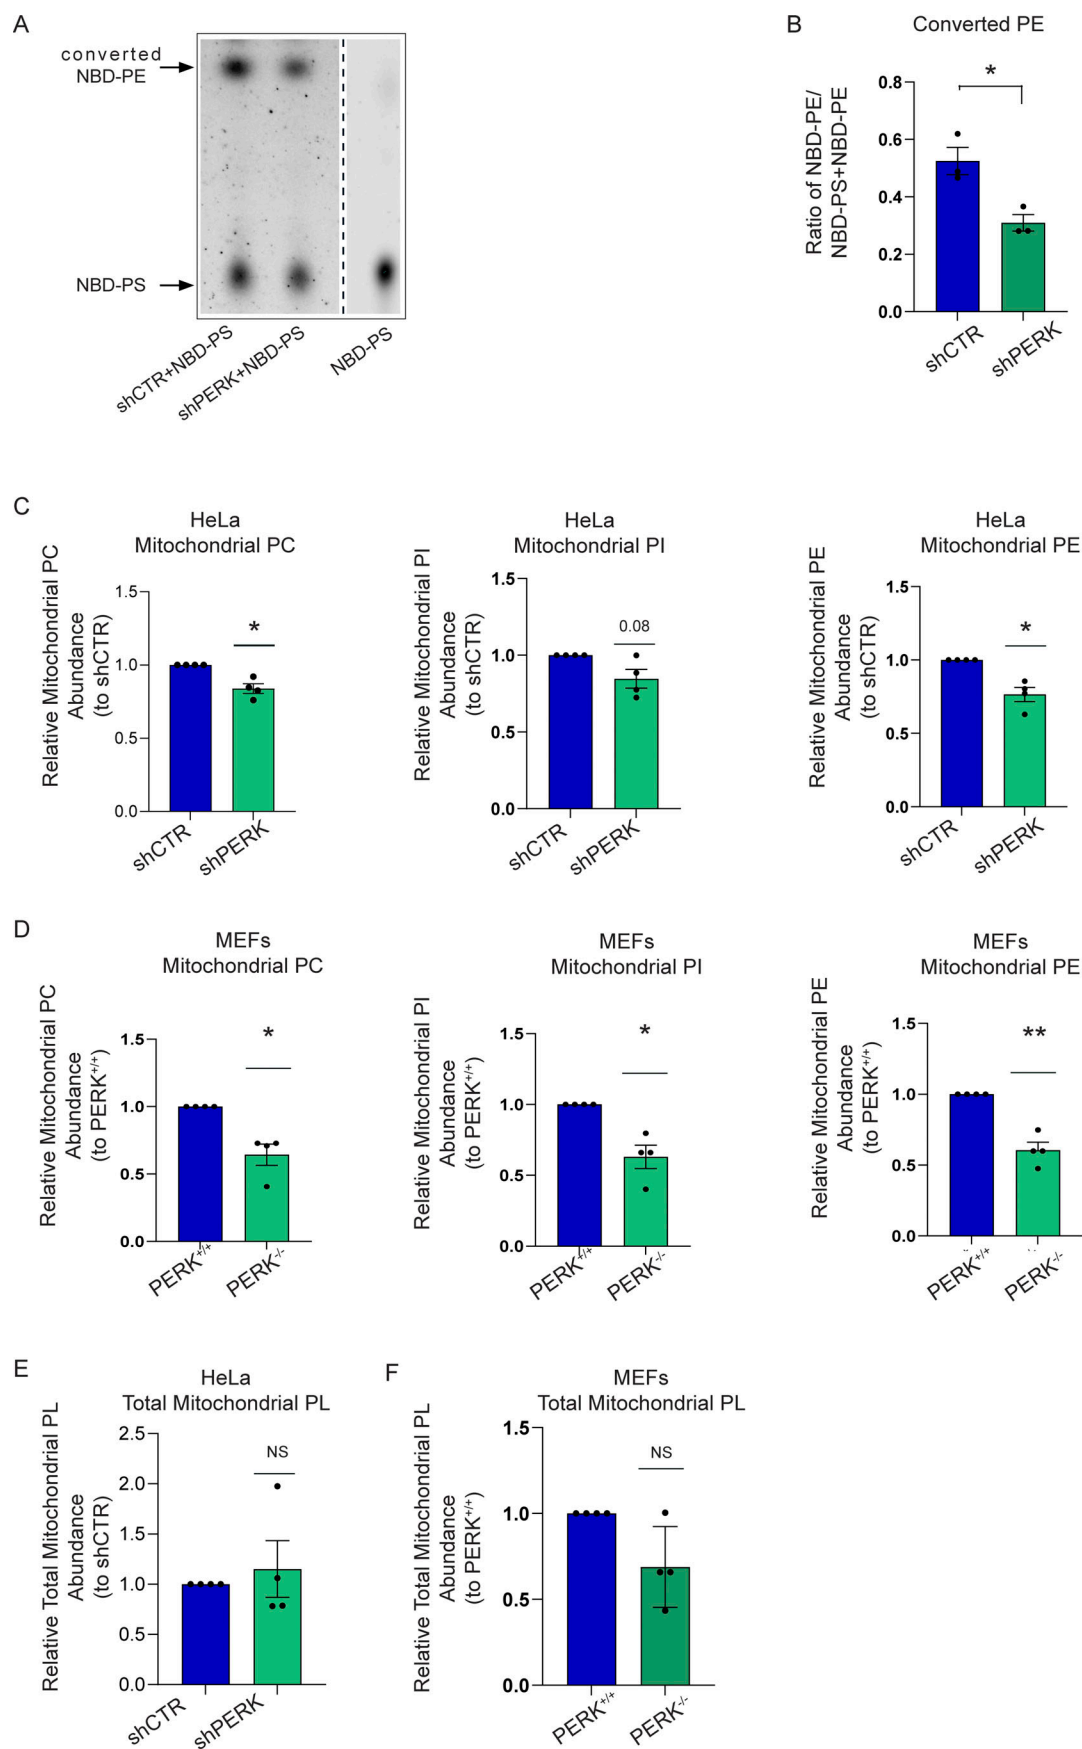 A
converted
NBD-PE
NBD-PS
shCTR+NBD-PS
shPERK+NBD-PS
NBD-PS
B
Converted PE
Ratio of NBD-PE/
NBD-PS+NBD-PE
0.8
0.6
0.4
0.2
0.0
*
shCTR
shPERK
C
HeLa
Mitochondrial PC
Relative Mitochondrial PC
Abundance
(to shCTR)
1.5
1.0
0.5
0.0
*
shCTR
shPERK
HeLa
Mitochondrial PI
Relative Mitochondrial PI
Abundance
(to shCTR)
1.5
1.0
0.5
0.0
0.08
shCTR
shPERK
HeLa
Mitochondrial PE
Relative Mitochondrial PE
Abundance
(to shCTR)
1.5
1.0
0.5
0.0
*
shCTR
shPERK
D
MEFs
Mitochondrial PC
Relative Mitochondrial PC
Abundance
(to PERK+/+)
1.5
1.0
0.5
0.0
*
PERK+/+
PERK-/-
MEFs
Mitochondrial PI
Relative Mitochondrial PI
Abundance
(to PERK+/+)
1.5
1.0
0.5
0.0
*
PERK+/+
PERK-/-
MEFs
Mitochondrial PE
Relative Mitochondrial PE
Abundance
(to PERK+/+)
1.5
1.0
0.5
0.0
**
PERK+/+
PERK-/-
E
HeLa
Total Mitochondrial PL
Relative Total Mitochondrial PL
Abundance
(to shCTR)
2.5
2.0
1.5
1.0
0.5
0.0
NS
shCTR
shPERK
F
MEFs
Total Mitochondrial PL
Relative Total Mitochondrial PL
Abundance
(to PERK+/+)
1.5
1.0
0.5
0.0
NS
PERK+/+
PERK-/-